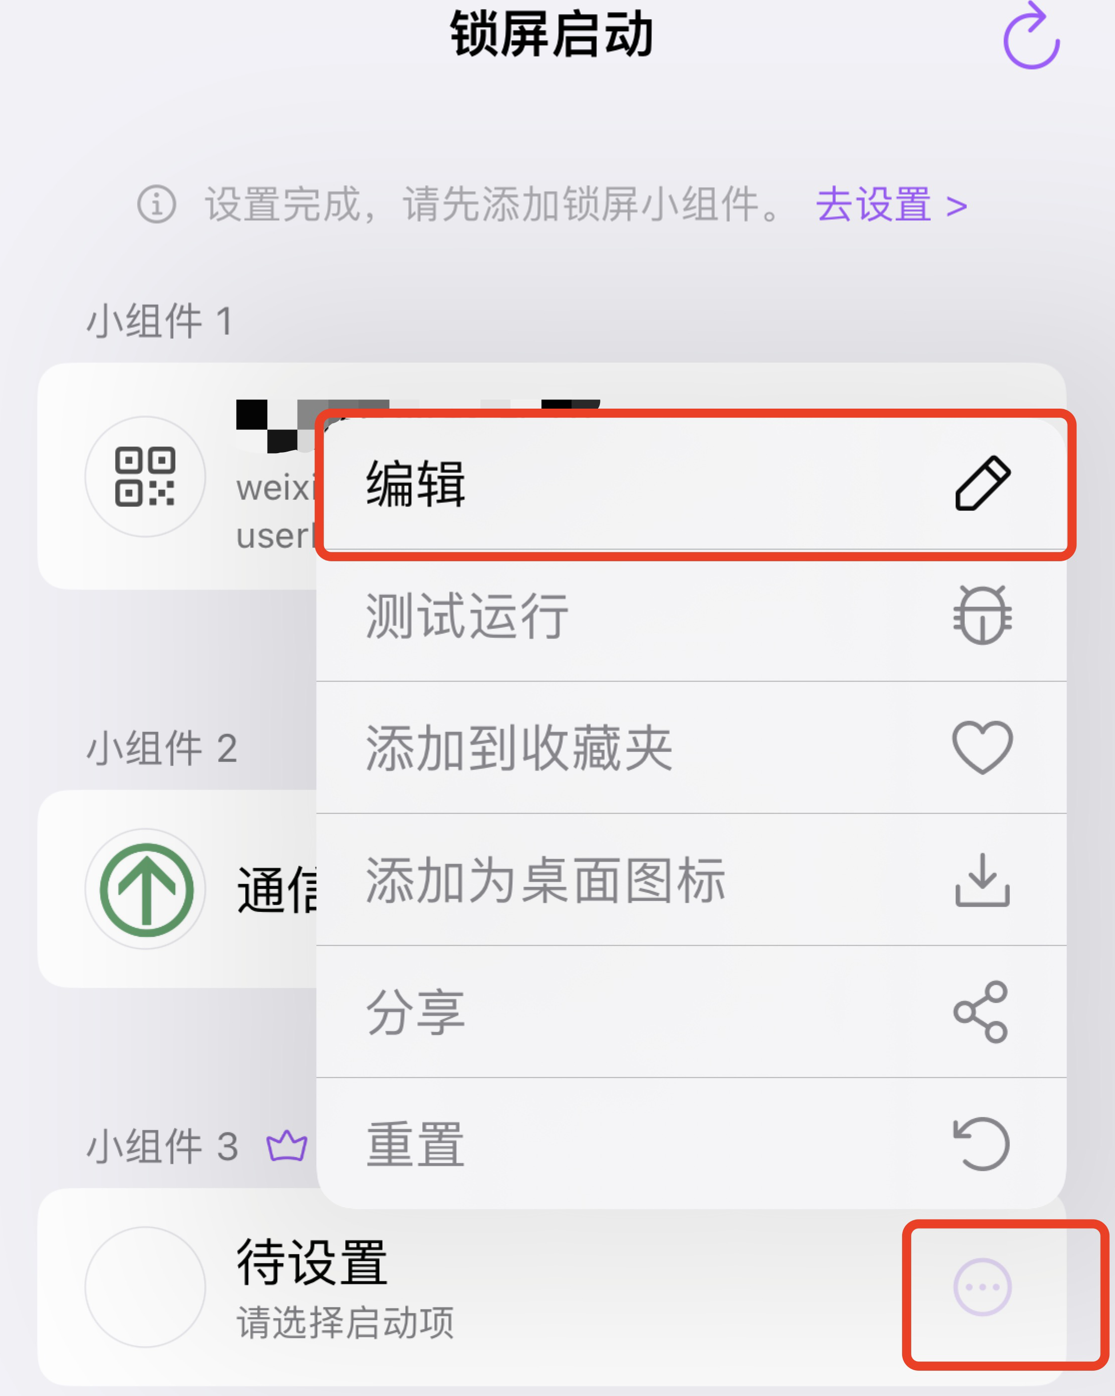 锁屏启动
设置完成，请先添加锁屏小组件。 去设置 >
小组件 1
weixi
user
编辑
测试运行
小组件 2
添加到收藏夹
通信
添加为桌面图标
分享
小组件 3
重置
待设置
请选择启动项